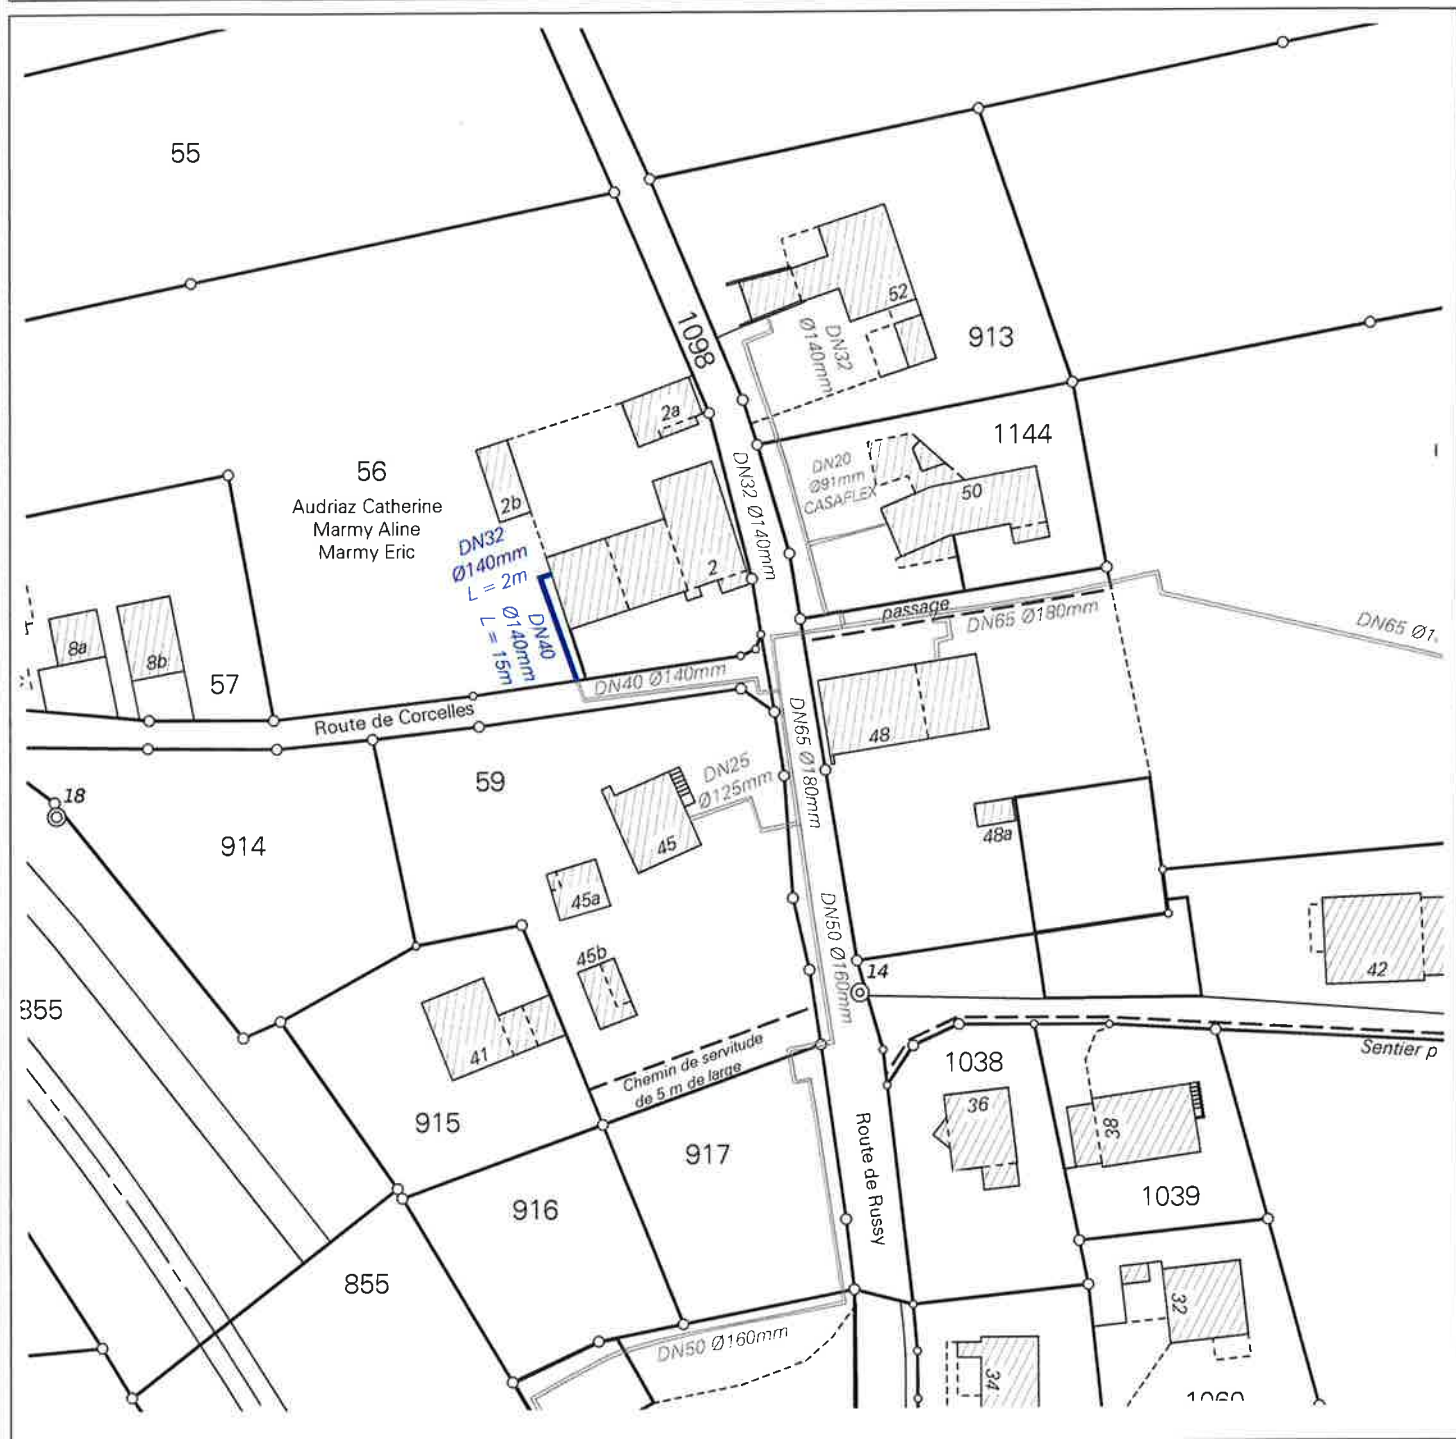 55
1098
52
913
DN32
Ø140mm
2a
1144
56
Audriaz Catherine
Marmy Aline
Marmy Eric
2b
DN32 Ø140mm
DN20
Ø91mm
CASAFLEX
50
DN32
Ø140mm
L = 2m
2
DN40
Ø140mm
L = 15m
passage
DN65 Ø180mm
DN65 Ø1
8a
8b
57
DN40 Ø140mm
Route de Corcelles
DN65 Ø180mm
48
59
DN25
Ø125mm
18
914
45
48a
45a
DN50 Ø160mm
45b
14
42
855
41
Chemin de servitude
de 5 m de large
Sentier p
1038
36
38
915
917
Route de Russy
1039
916
855
32
DN50 Ø160mm
34
1060